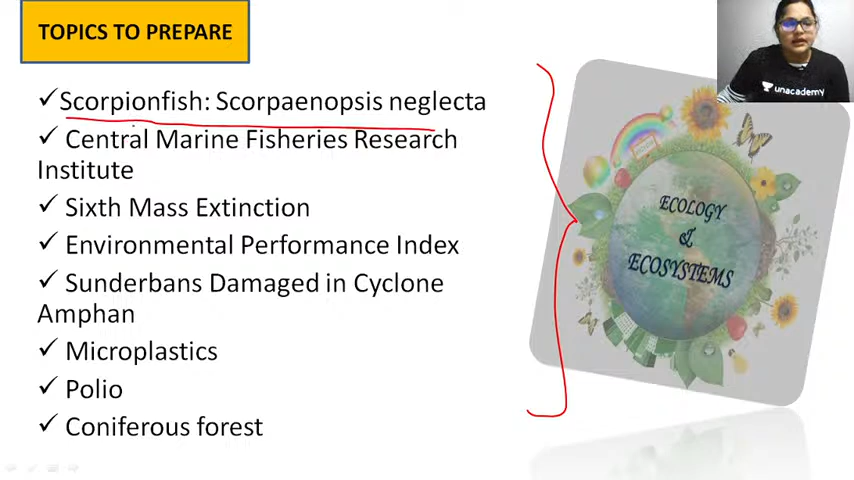 TOPICS TO PREPARE
unacademy
✓Scorpionfish: Scorpaenopsis neglecta
✓ Central Marine Fisheries Research
Institute
✓ Sixth Mass Extinction
✓ Environmental Performance Index
✓ Sunderbans Damaged in Cyclone
Amphan
✓ Microplastics
✓ Polio
✓ Coniferous forest
ECOLOGY
&
ECOSYSTEMS